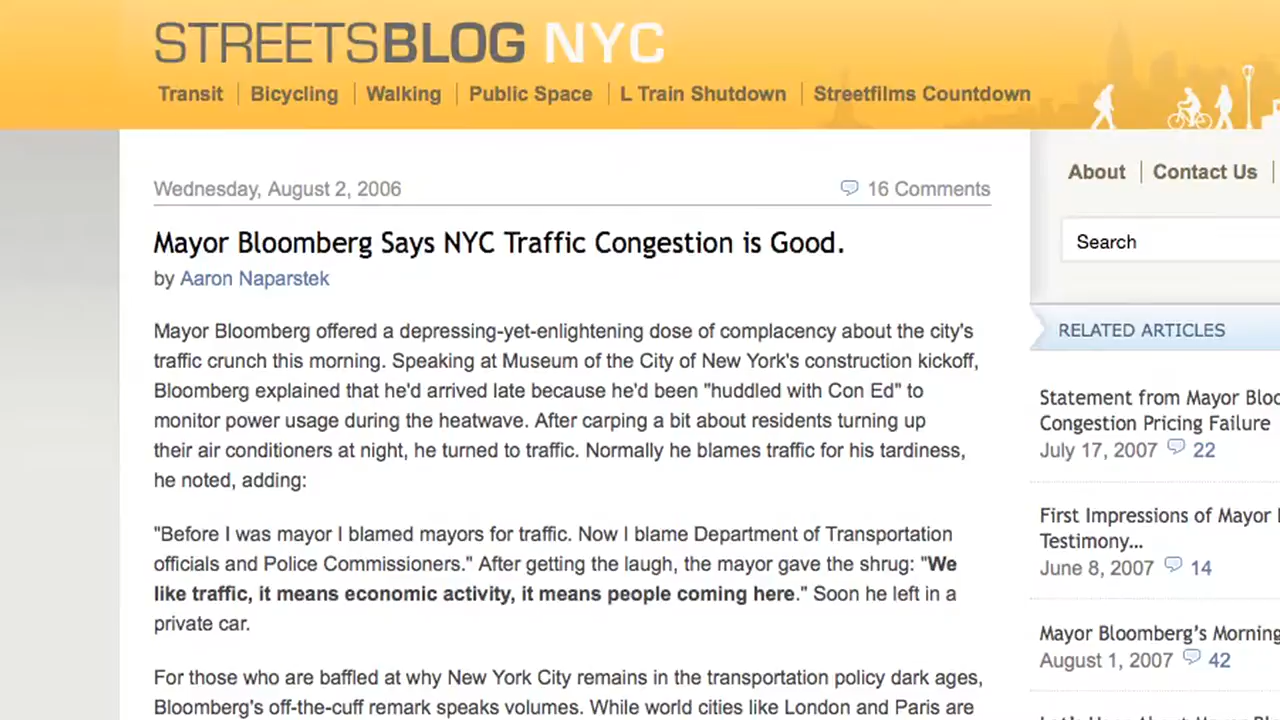 STREETSBLOG NYC
Transit
Bicycling
Walking
Public Space
L Train Shutdown
Streetfilms Countdown
Wednesday, August 2, 2006
16 Comments
Mayor Bloomberg Says NYC Traffic Congestion is Good.
by Aaron Naparstek
Mayor Bloomberg offered a depressing-yet-enlightening dose of complacency about the city's
traffic crunch this morning. Speaking at Museum of the City of New York's construction kickoff,
Bloomberg explained that he'd arrived late because he'd been "huddled with Con Ed" to
monitor power usage during the heatwave. After carping a bit about residents turning up
their air conditioners at night, he turned to traffic. Normally he blames traffic for his tardiness,
he noted, adding:
"Before I was mayor I blamed mayors for traffic. Now I blame Department of Transportation
officials and Police Commissioners." After getting the laugh, the mayor gave the shrug: "We
like traffic, it means economic activity, it means people coming here." Soon he left in a
private car.
For those who are baffled at why New York City remains in the transportation policy dark ages,
Bloomberg's off-the-cuff remark speaks volumes. While world cities like London and Paris are
About
Contact Us
Search
RELATED ARTICLES
Statement from Mayor Bloo
Congestion Pricing Failure
July 17, 2007 22
First Impressions of Mayor
Testimony...
June 8, 2007 14
Mayor Bloomberg's Morning
August 1, 2007 42